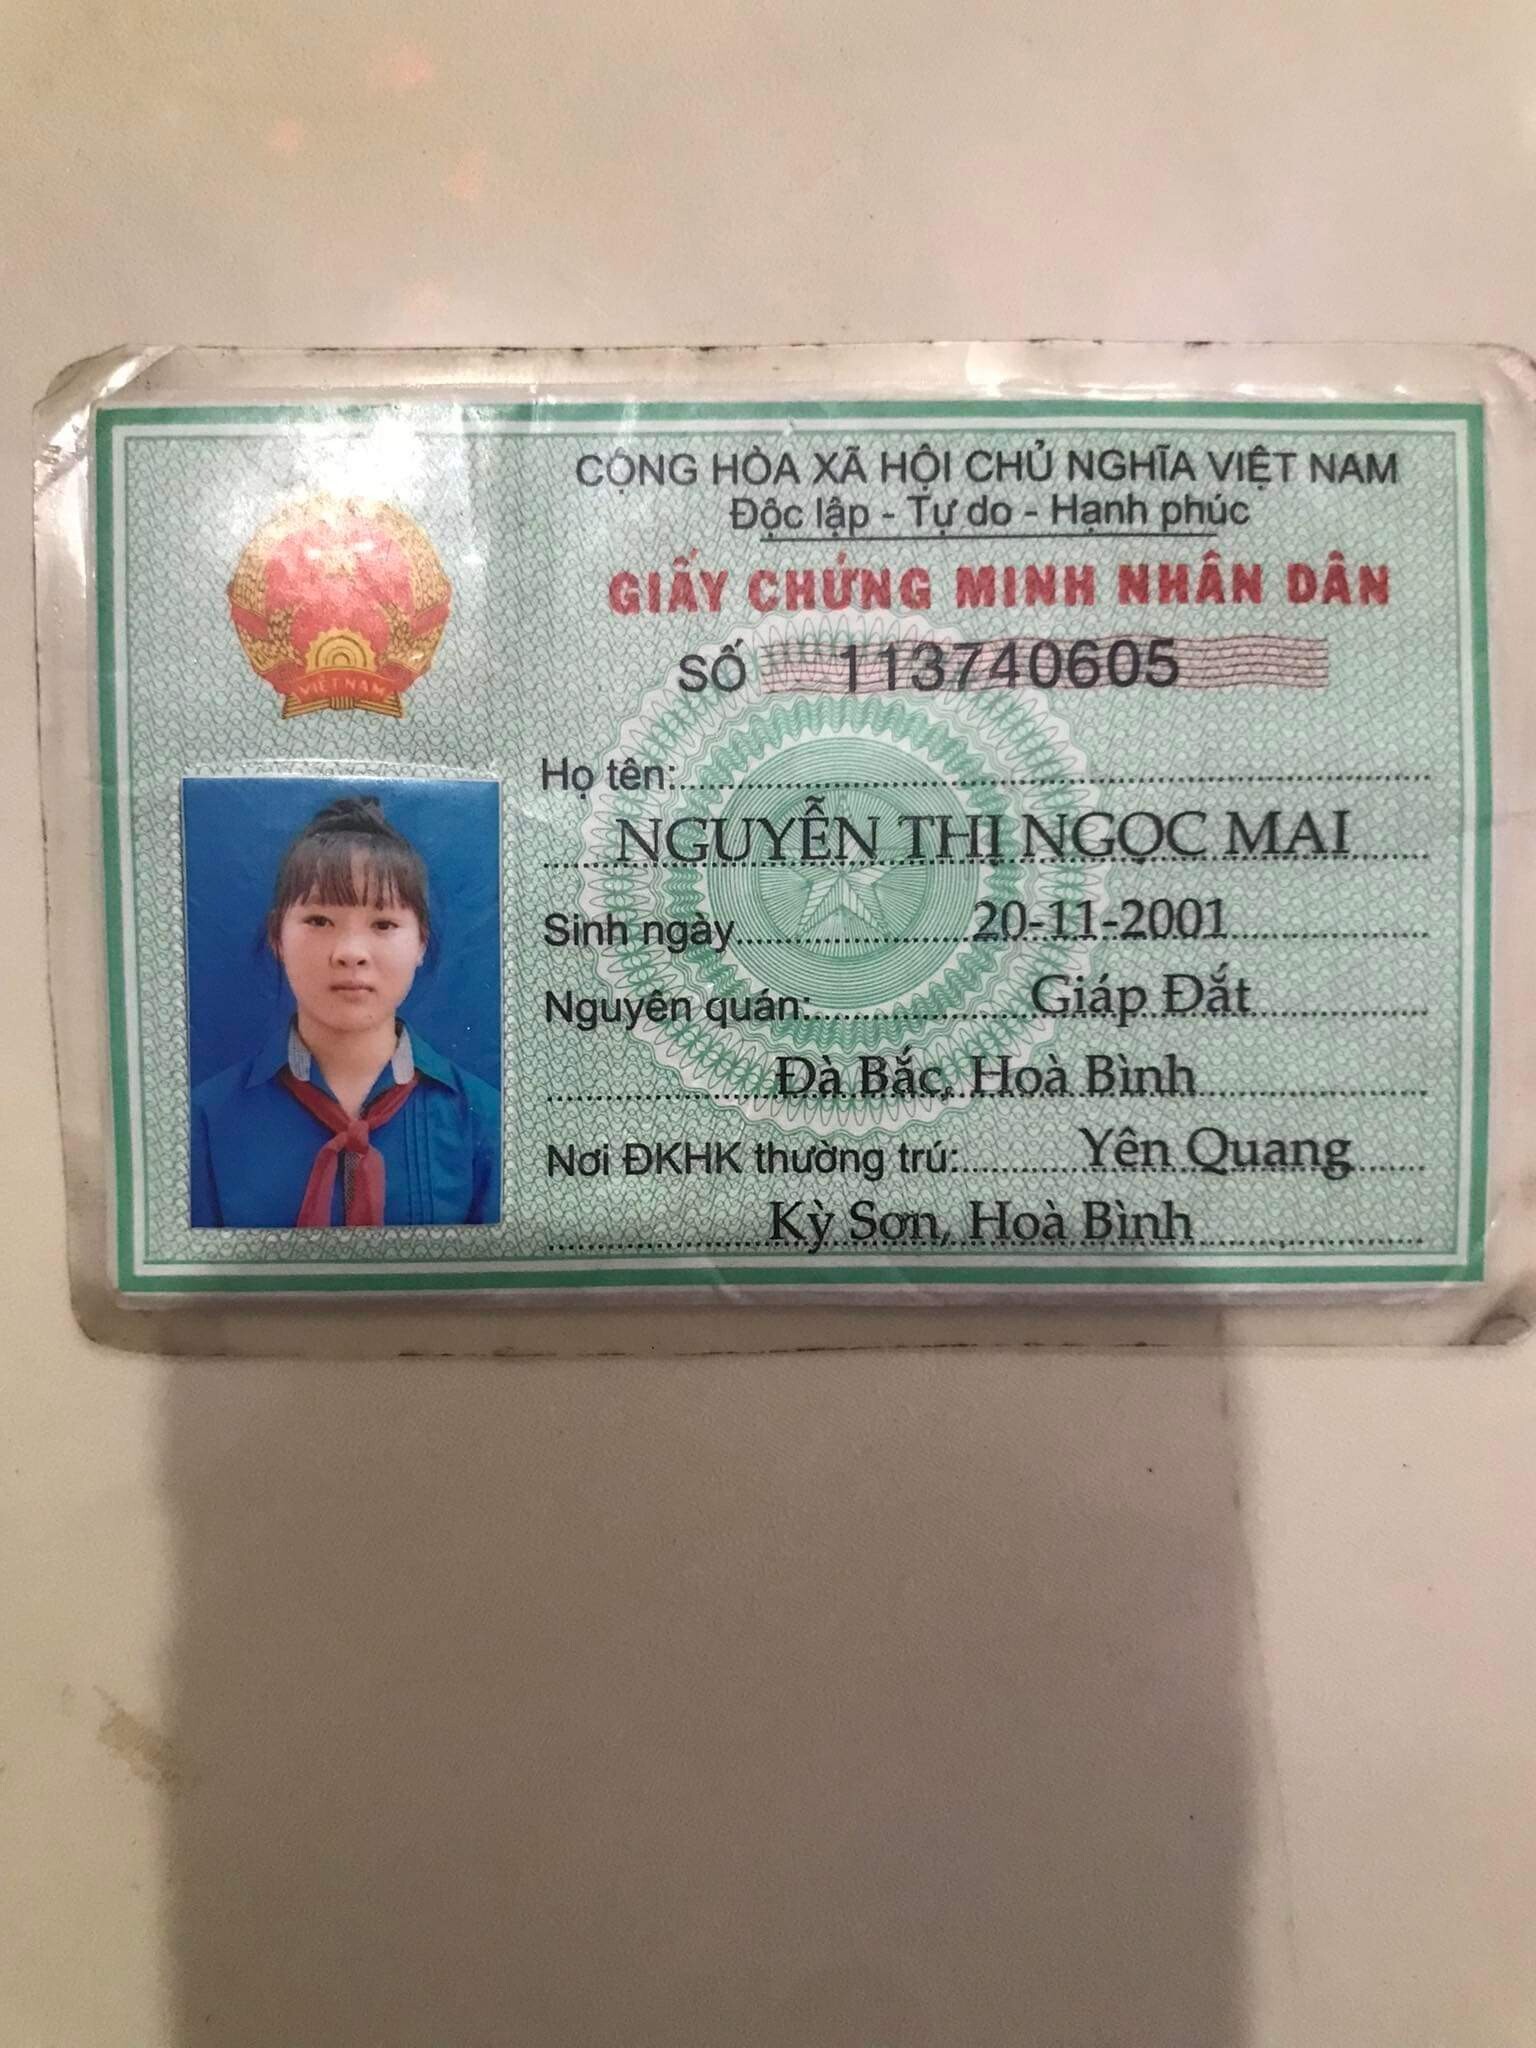 CỘNG HÒA XÃ HỘI CHỦ NGHĨA VIỆT NAM
Độc lập - Tự do - Hạnh phúc
GIẤY CHỨNG MINH NHÂN DÂN
SỐ 113740605
VIỆT NAM
Họ tên:
NGUYỄN THỊ NGỌC MAI
Sinh ngày 20-11-2001
Nguyên quán: Giáp Đắt
Đà Bắc, Hoà Bình
Nơi ĐKHK thường trú: Yên Quang
Kỳ Sơn, Hoà Bình